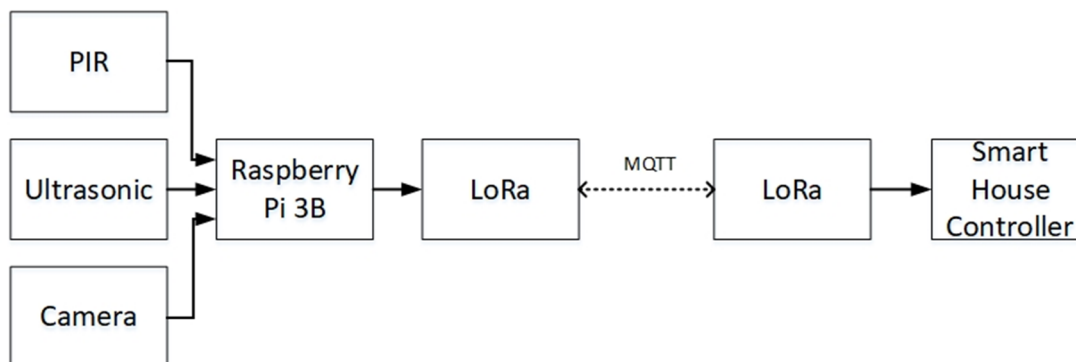 PIR
Ultrasonic
Camera
Raspberry
Pi 3B
LoRa
MQTT
LoRa
Smart
House
Controller